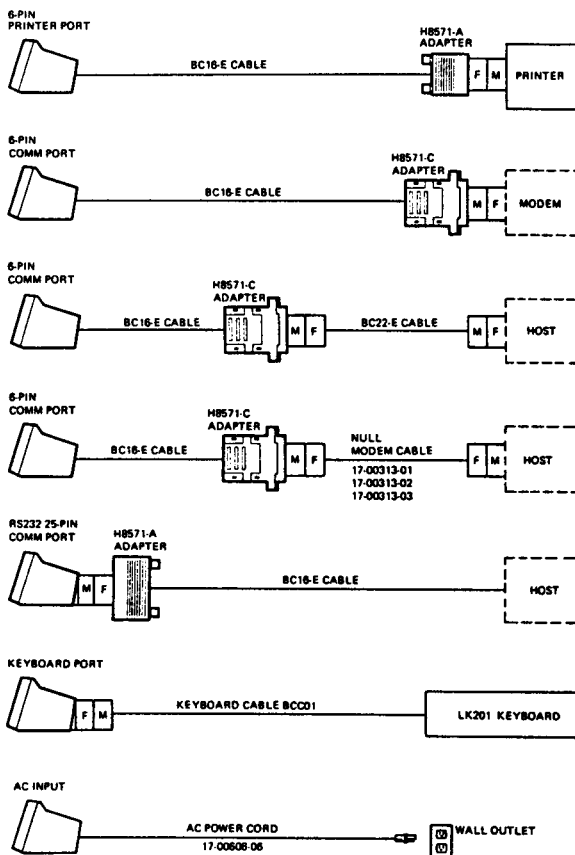 6-PIN
PRINTER PORT
BC16-E CABLE
H8571-A
ADAPTER
F M
PRINTER
6-PIN
COMM PORT
BC16-E CABLE
H8571-C
ADAPTER
M F
MODEM
6-PIN
COMM PORT
BC16-E CABLE
H8571-C
ADAPTER
M F
BC22-E CABLE
M F
HOST
6-PIN
COMM PORT
BC16-E CABLE
H8571-C
ADAPTER
M F
NULL
MODEM CABLE
17-00313-01
17-00313-02
17-00313-03
F M
HOST
RS232 25-PIN
COMM PORT
M F
H8571-A
ADAPTER
BC16-E CABLE
HOST
KEYBOARD PORT
F M
KEYBOARD CABLE BCC01
LK201 KEYBOARD
AC INPUT
AC POWER CORD
17-00608-06
WALL OUTLET